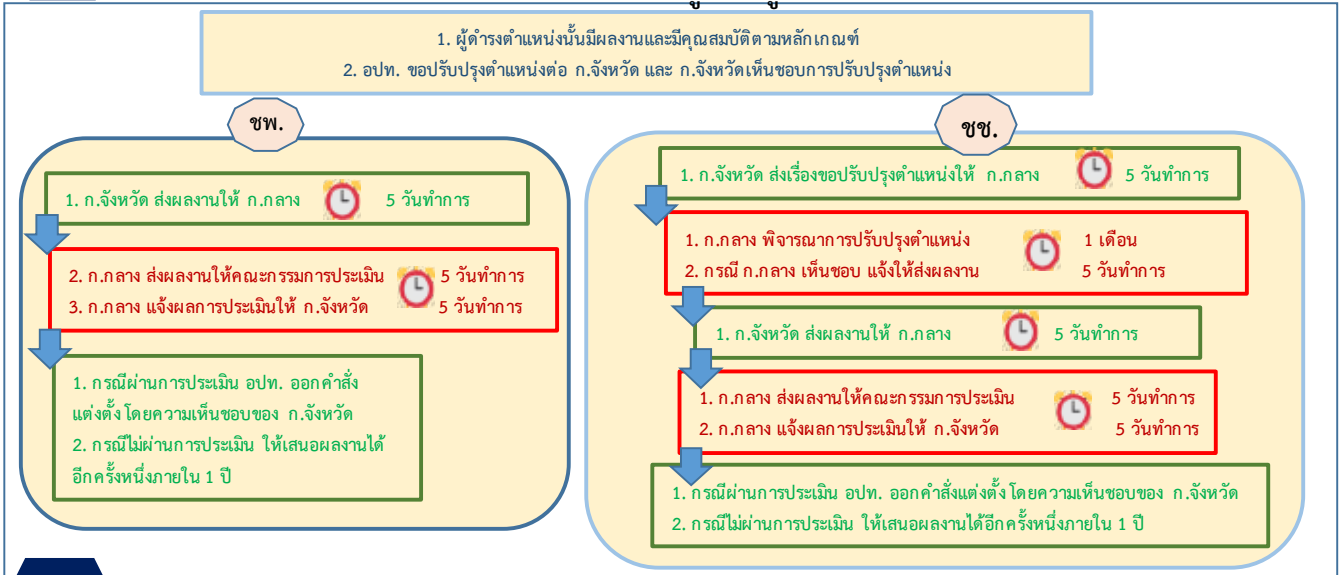 1. ผู้ดำรงตำแหน่งนั้นมีผลงานและมีคุณสมบัติตามหลักเกณฑ์
2. อปท. ขอปรับปรุงตำแหน่งต่อ ก.จังหวัด และ ก.จังหวัดเห็นชอบการปรับปรุงตำแหน่ง
ชพ.
1. ก.จังหวัด ส่งผลงานให้ ก.กลาง 5 วันทำการ
2. ก.กลาง ส่งผลงานให้คณะกรรมการประเมิน 5 วันทำการ
3. ก.กลาง แจ้งผลการประเมินให้ ก.จังหวัด 5 วันทำการ
1. กรณีผ่านการประเมิน อปท. ออกคำสั่ง
แต่งตั้ง โดยความเห็นชอบของ ก.จังหวัด
2. กรณีไม่ผ่านการประเมิน ให้เสนอผลงานได้
อีกครั้งหนึ่งภายใน 1 ปี
ชช.
1. ก.จังหวัด ส่งเรื่องขอปรับปรุงตำแหน่งให้ ก.กลาง 5 วันทำการ
1. ก.กลาง พิจารณาการปรับปรุงตำแหน่ง 1 เดือน
2. กรณี ก.กลาง เห็นชอบ แจ้งให้ส่งผลงาน 5 วันทำการ
1. ก.จังหวัด ส่งผลงานให้ ก.กลาง 5 วันทำการ
1. ก.กลาง ส่งผลงานให้คณะกรรมการประเมิน 5 วันทำการ
2. ก.กลาง แจ้งผลการประเมินให้ ก.จังหวัด 5 วันทำการ
1. กรณีผ่านการประเมิน อปท. ออกคำสั่งแต่งตั้ง โดยความเห็นชอบของ ก.จังหวัด
2. กรณีไม่ผ่านการประเมิน ให้เสนอผลงานได้อีกครั้งหนึ่งภายใน 1 ปี